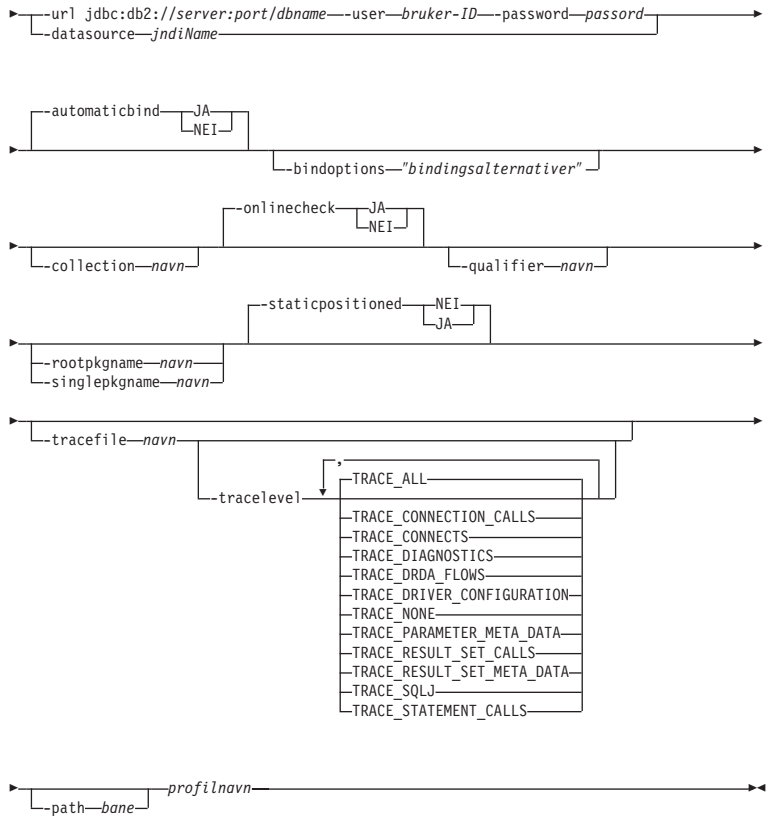 -url jdbc:db2://server:port/dbname -user bruker-ID -password passord
-datasource jndiName
-automaticbind JA
NEI
-bindoptions "bindingsalternativer"
-onlinecheck JA
NEI
-collection navn
-qualifier navn
-staticpositioned NEI
JA
-rootpkgname navn
-singlepkgname navn
-tracefile navn
,
-tracelevel
TRACE_ALL
TRACE_CONNECTION_CALLS
TRACE_CONNECTS
TRACE_DIAGNOSTICS
TRACE_DRDA_FLOWS
TRACE_DRIVER_CONFIGURATION
TRACE_NONE
TRACE_PARAMETER_META_DATA
TRACE_RESULT_SET_CALLS
TRACE_RESULT_SET_META_DATA
TRACE_SQLJ
TRACE_STATEMENT_CALLS
profilnavn
-path bane